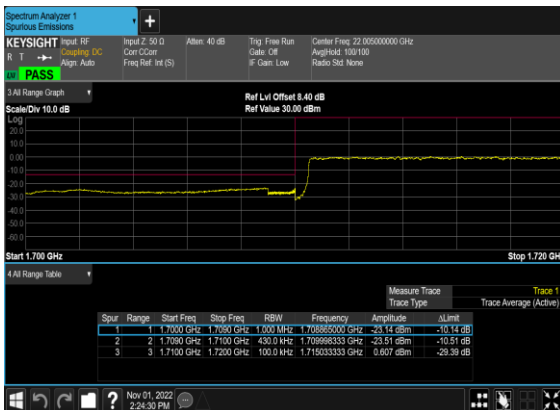 Spectrum Analyzer 1
Spurious Emissions
KEYSIGHT Input: RF Input Z: 50 Ω Atten: 40 dB Trig: Free Run Center Freq: 22.005000000 GHz
R T Coupling: DC Corr CCorr Gate: Off Avg|Hold: 100/100
Align: Auto Freq Ref: Int (S) IF Gain: Low Radio Std: None
LXI PASS
3 All Range Graph
Ref Lvl Offset 8.40 dB
Scale/Div 10.0 dB Ref Value 30.00 dBm
Log
20.0
10.0
0.00
-10.0
-20.0
-30.0
-40.0
-50.0
-60.0
Start 1.700 GHz Stop 1.720 GH
4 All Range Table
Measure Trace Trace 1
Trace Type Trace Average (Active)
Spur Range Start Freq Stop Freq RBW Frequency Amplitude ΔLimit
1 1 1.7000 GHz 1.7090 GHz 1.000 MHz 1.708865000 GHz -23.14 dBm -10.14 dB
2 2 1.7090 GHz 1.7100 GHz 430.0 kHz 1.709998333 GHz -23.51 dBm -10.51 dB
3 3 1.7100 GHz 1.7200 GHz 100.0 kHz 1.715033333 GHz 0.607 dBm -29.39 dB
Nov 01, 2022
2:24:30 PM